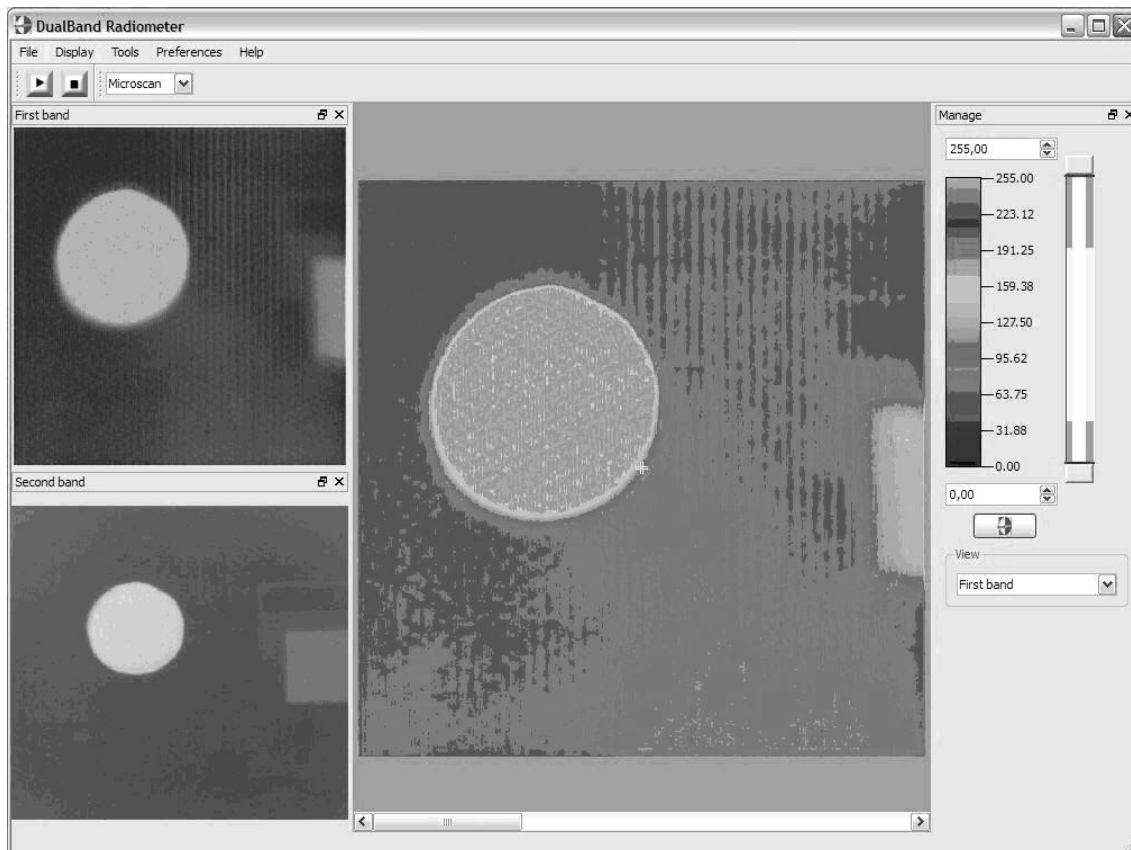 DualBand Radiometer
File Display Tools Preferences Help
Microscan
First band
Second band
Manage
255,00
255.00
223.12
191.25
159.38
127.50
95.62
63.75
31.88
0.00
0,00
View
First band